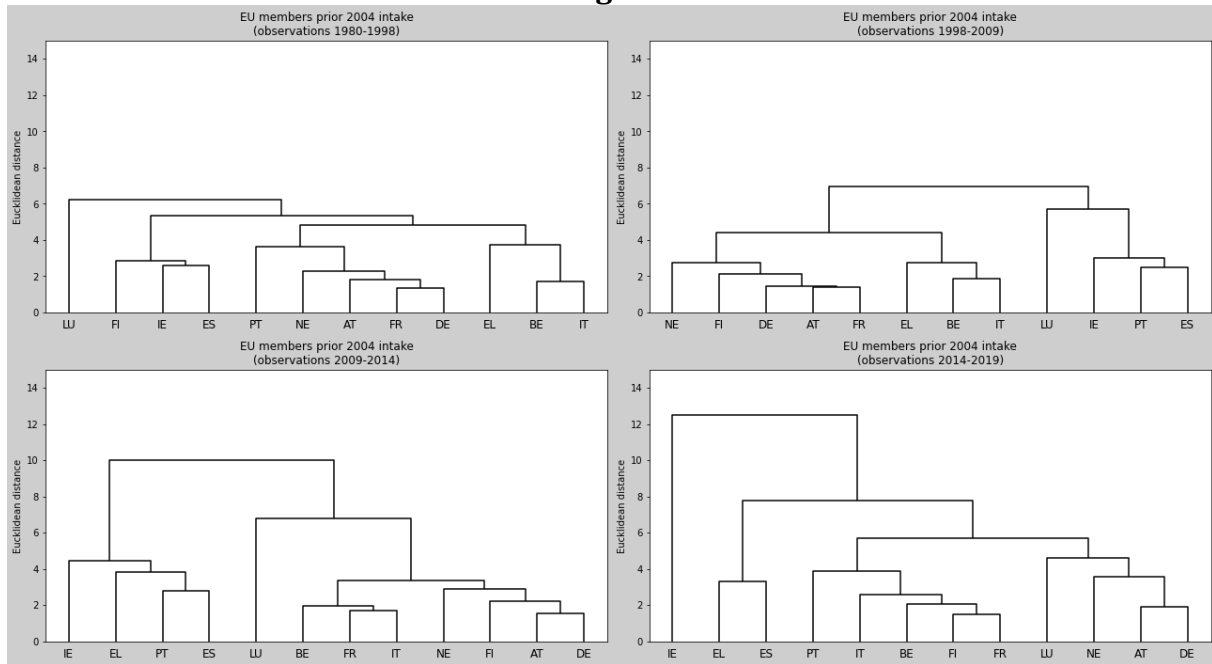 EU members prior 2004 intake
(observations 1980-1998)
Eucklidean distance
14
12
10
8
6
4
2
0
LU FI IE ES PT NE AT FR DE EL BE IT
EU members prior 2004 intake
(observations 1998-2009)
Eucklidean distance
14
12
10
8
6
4
2
0
NE FI DE AT FR EL BE IT LU IE PT ES
EU members prior 2004 intake
(observations 2009-2014)
Eucklidean distance
14
12
10
8
6
4
2
0
IE EL PT ES LU BE FR IT NE FI AT DE
EU members prior 2004 intake
(observations 2014-2019)
Eucklidean distance
14
12
10
8
6
4
2
0
IE EL ES PT IT BE FI FR LU NE AT DE